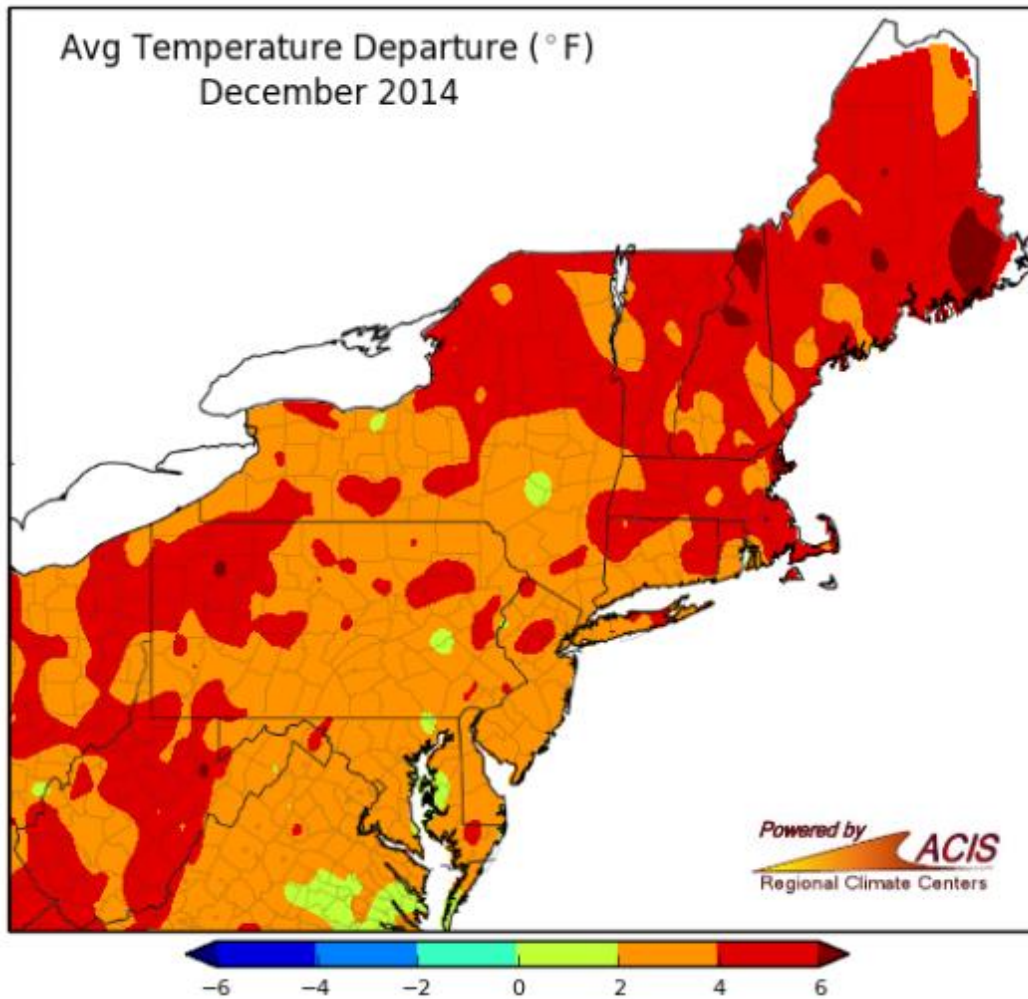 Avg Temperature Departure (°F)
December 2014
Powered by
ACIS
Regional Climate Centers
−6 −4 −2 0 2 4 6